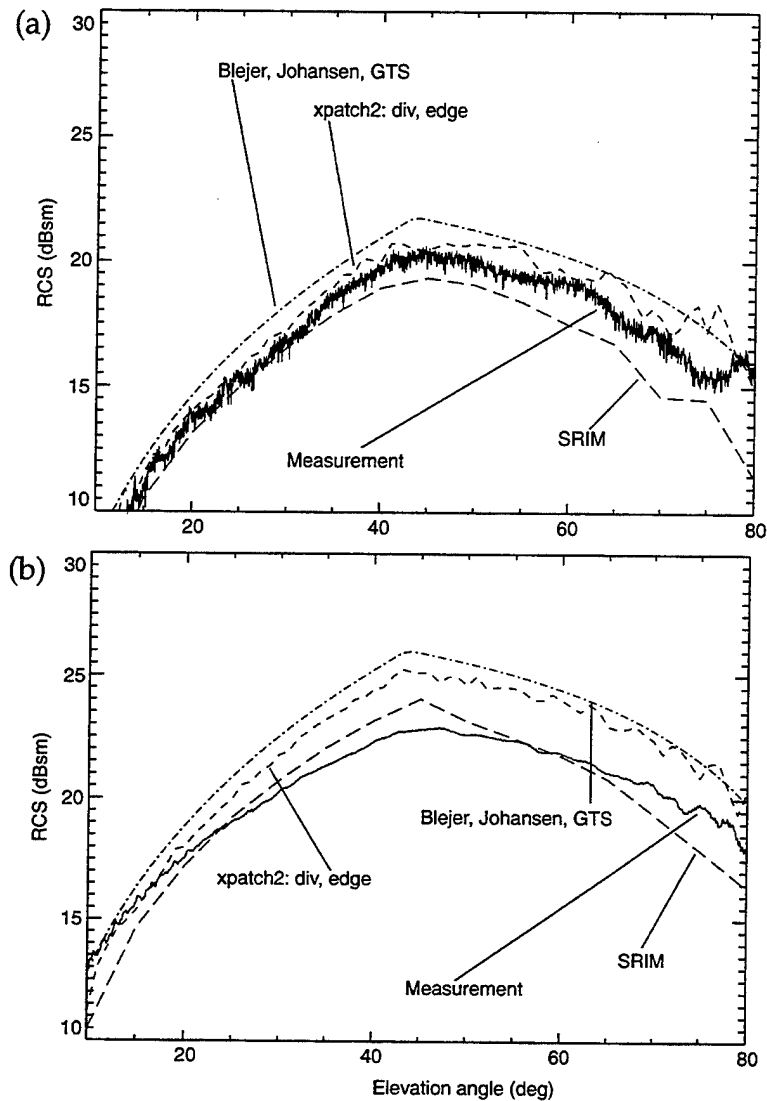 (a)
30
25
20
15
10
RCS (dBsm)
Blejer, Johansen, GTS
xpatch2: div, edge
Measurement
SRIM
20
40
60
80
(b)
30
25
20
15
10
RCS (dBsm)
Blejer, Johansen, GTS
xpatch2: div, edge
SRIM
Measurement
20
40
60
80
Elevation angle (deg)